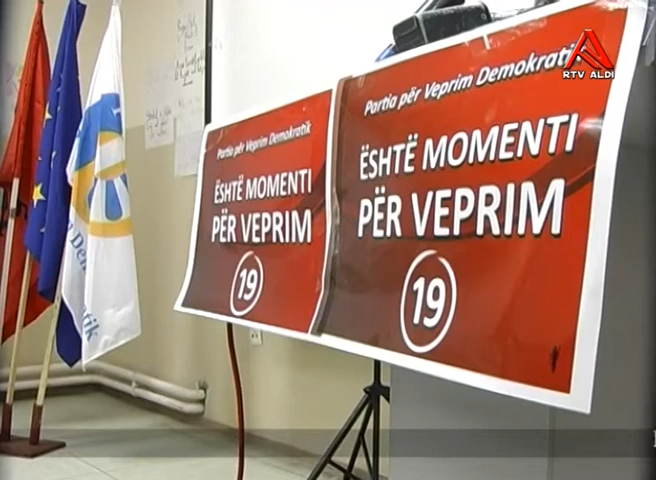 RTV ALDI
Partia për Veprim Demokratik
ËSHTË MOMENTI
PËR VEPRIM
19
Partia për Veprim Demokratik
ËSHTË MOMENTI
PËR VEPRIM
19